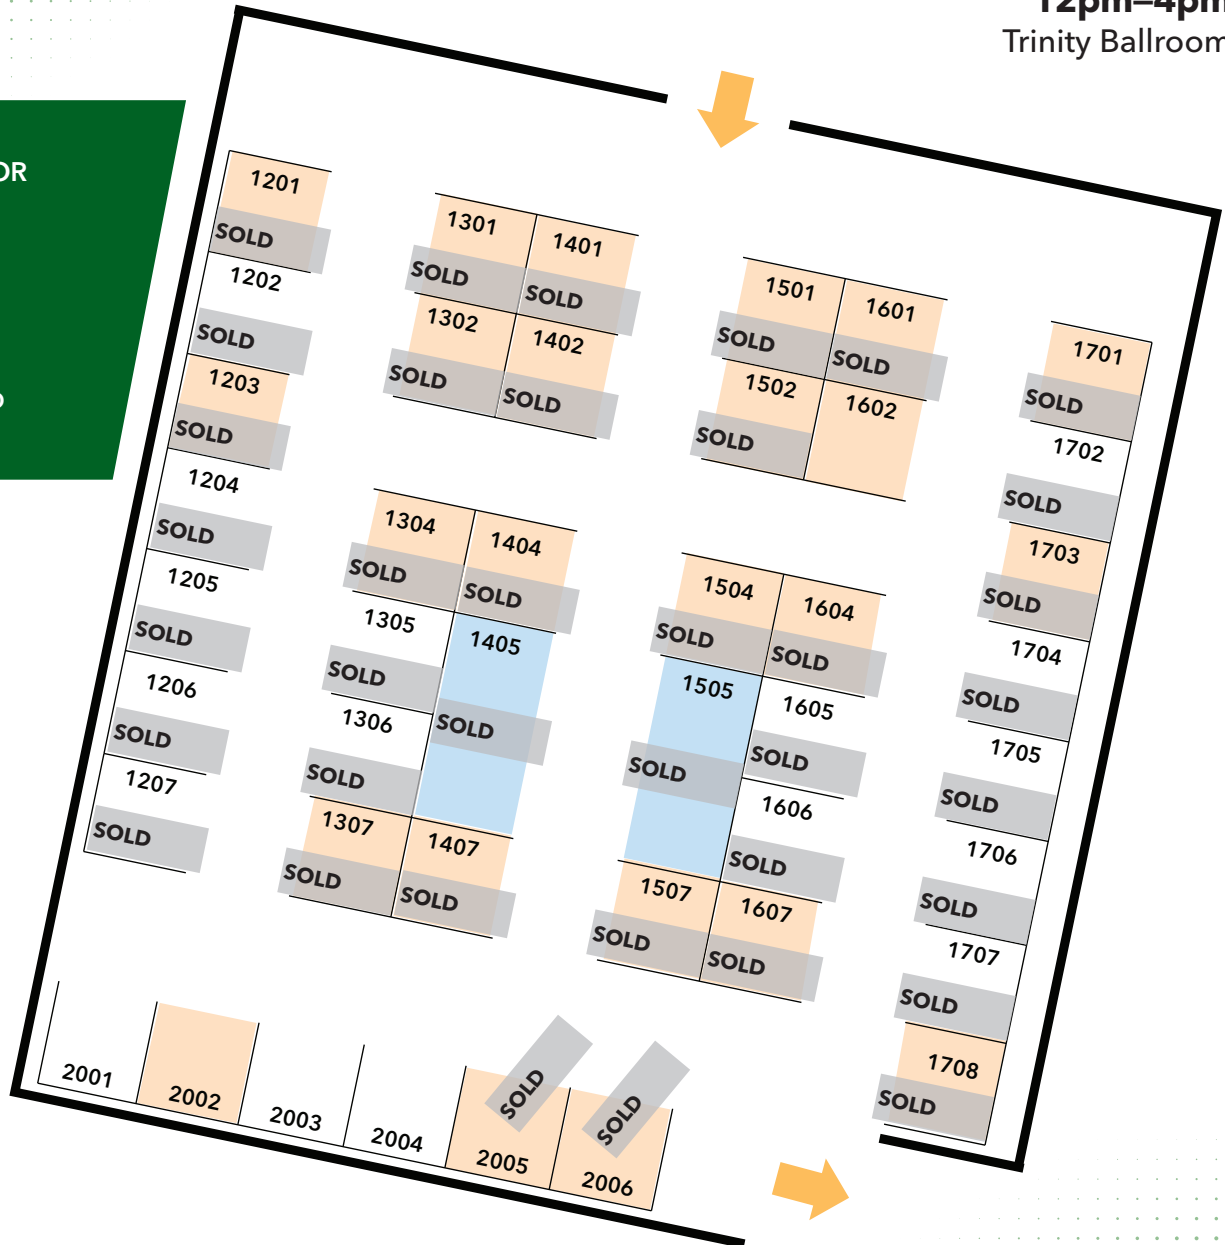 12pm–4pm
Trinity Ballroom
OR
1201
SOLD
1202
SOLD
1203
SOLD
1204
SOLD
1205
SOLD
1206
SOLD
1207
SOLD
1301
1401
SOLD
SOLD
1302
1402
SOLD
SOLD
1304
1404
SOLD
SOLD
1305
1405
SOLD
SOLD
1306
SOLD
1307
1407
SOLD
SOLD
1501
1601
SOLD
SOLD
1502
1602
SOLD
1504
1604
SOLD
SOLD
1505
1605
SOLD
SOLD
1606
SOLD
1507
1607
SOLD
SOLD
1701
SOLD
1702
SOLD
1703
SOLD
1704
SOLD
1705
SOLD
1706
SOLD
1707
SOLD
1708
SOLD
2001
2002
2003
2004
SOLD
2005
SOLD
2006